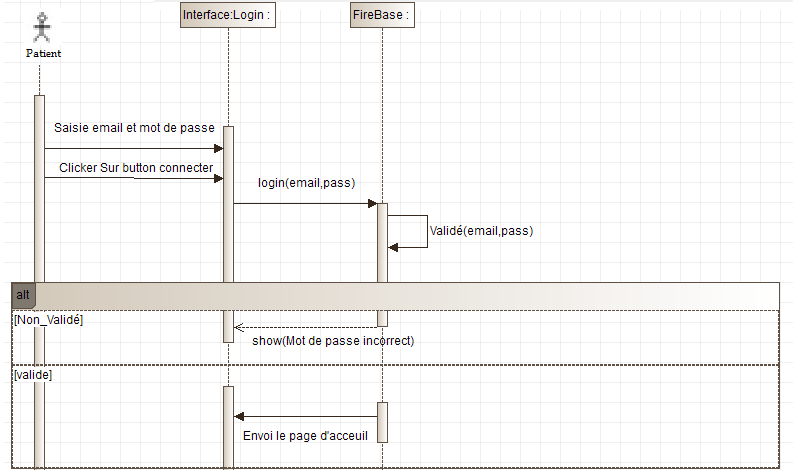 Interface:Login :
FireBase :
Patient
Saisie email et mot de passe
Clicker Sur button connecter
login(email,pass)
Validé(email,pass)
alt
[Non_Validé]
show(Mot de passe incorrect)
[valide]
Envoi le page d'acceuil